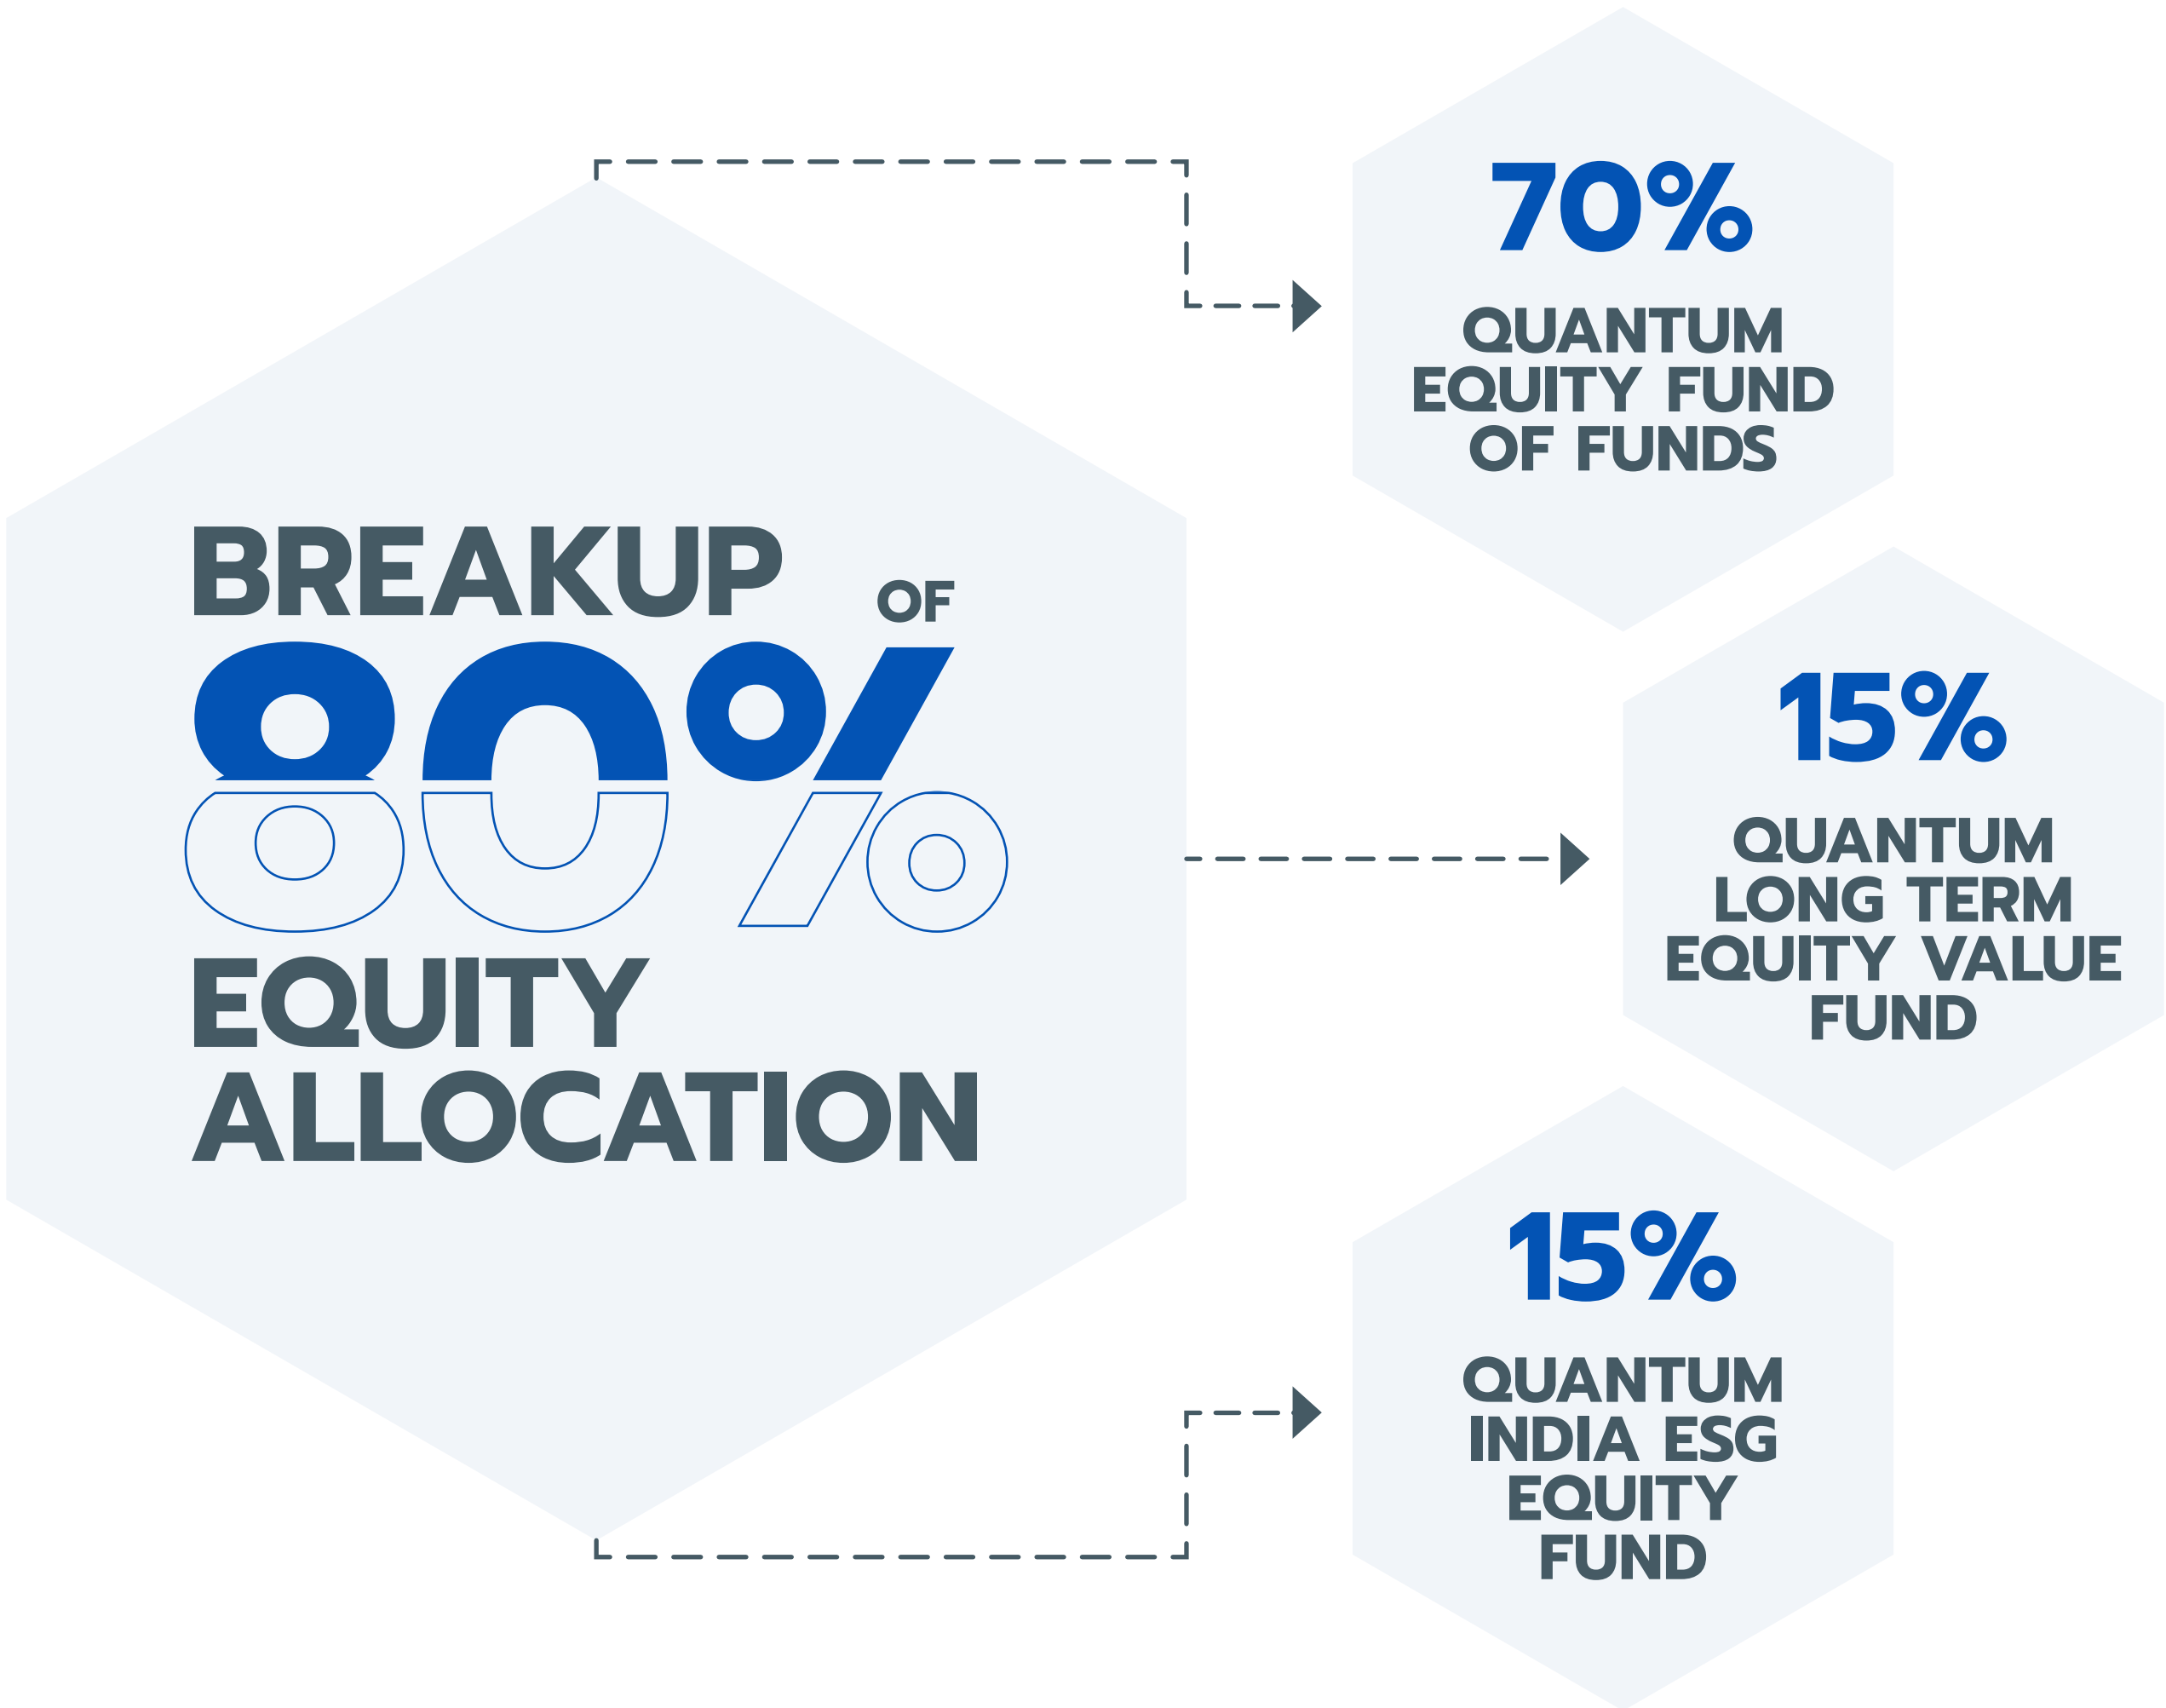 BREAKUP OF
80%
EQUITY
ALLOCATION
70%
QUANTUM
EQUITY FUND
OF FUNDS
15%
QUANTUM
LONG TERM
EQUITY VALUE
FUND
15%
QUANTUM
INDIA ESG
EQUITY
FUND